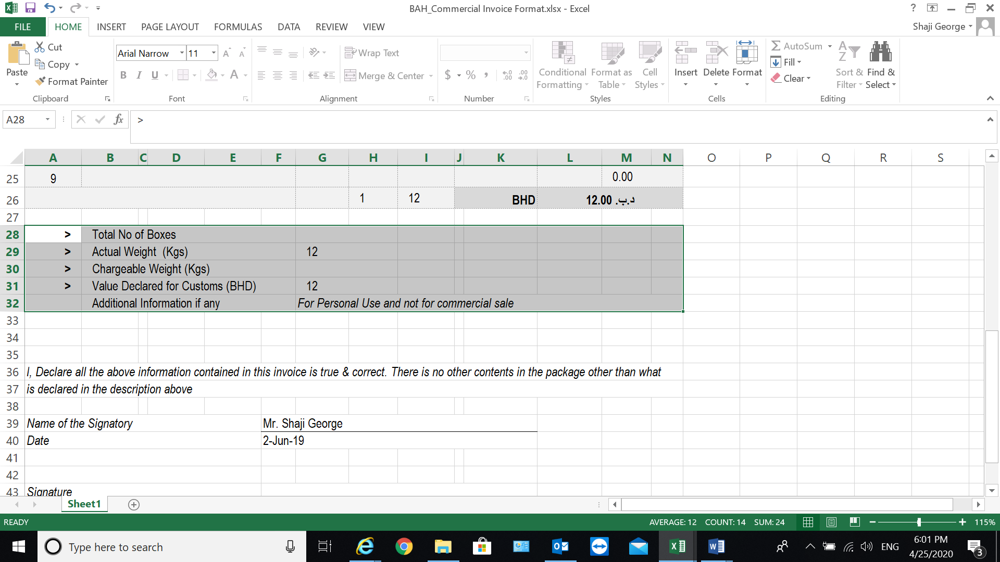 BAH_Commercial Invoice Format.xlsx - Excel
?
FILE HOME INSERT PAGE LAYOUT FORMULAS DATA REVIEW VIEW
Shaji George
Paste
Cut
Copy
Format Painter
Clipboard
Arial Narrow 11
B I U
Font
Wrap Text
Merge & Center
Alignment
$ % ,
Number
Conditional Formatting
Format as Table
Cell Styles
Styles
Insert Delete Format
Cells
AutoSum
Fill
Clear
Sort & Filter
Find & Select
Editing
A28 fx >
A B C D E F G H I J K L M N O P Q R S
25 9 0.00
26 1 12 BHD د.ب. 12.00
27
28 > Total No of Boxes
29 > Actual Weight (Kgs) 12
30 > Chargeable Weight (Kgs)
31 > Value Declared for Customs (BHD) 12
32 Additional Information if any For Personal Use and not for commercial sale
33
34
35
36 I, Declare all the above information contained in this invoice is true & correct. There is no other contents in the package other than what
37 is declared in the description above
38
39 Name of the Signatory Mr. Shaji George
40 Date 2-Jun-19
41
42
43 Signature
Sheet1
READY AVERAGE: 12 COUNT: 14 SUM: 24 115%
Type here to search
ENG
6:01 PM
4/25/2020
3